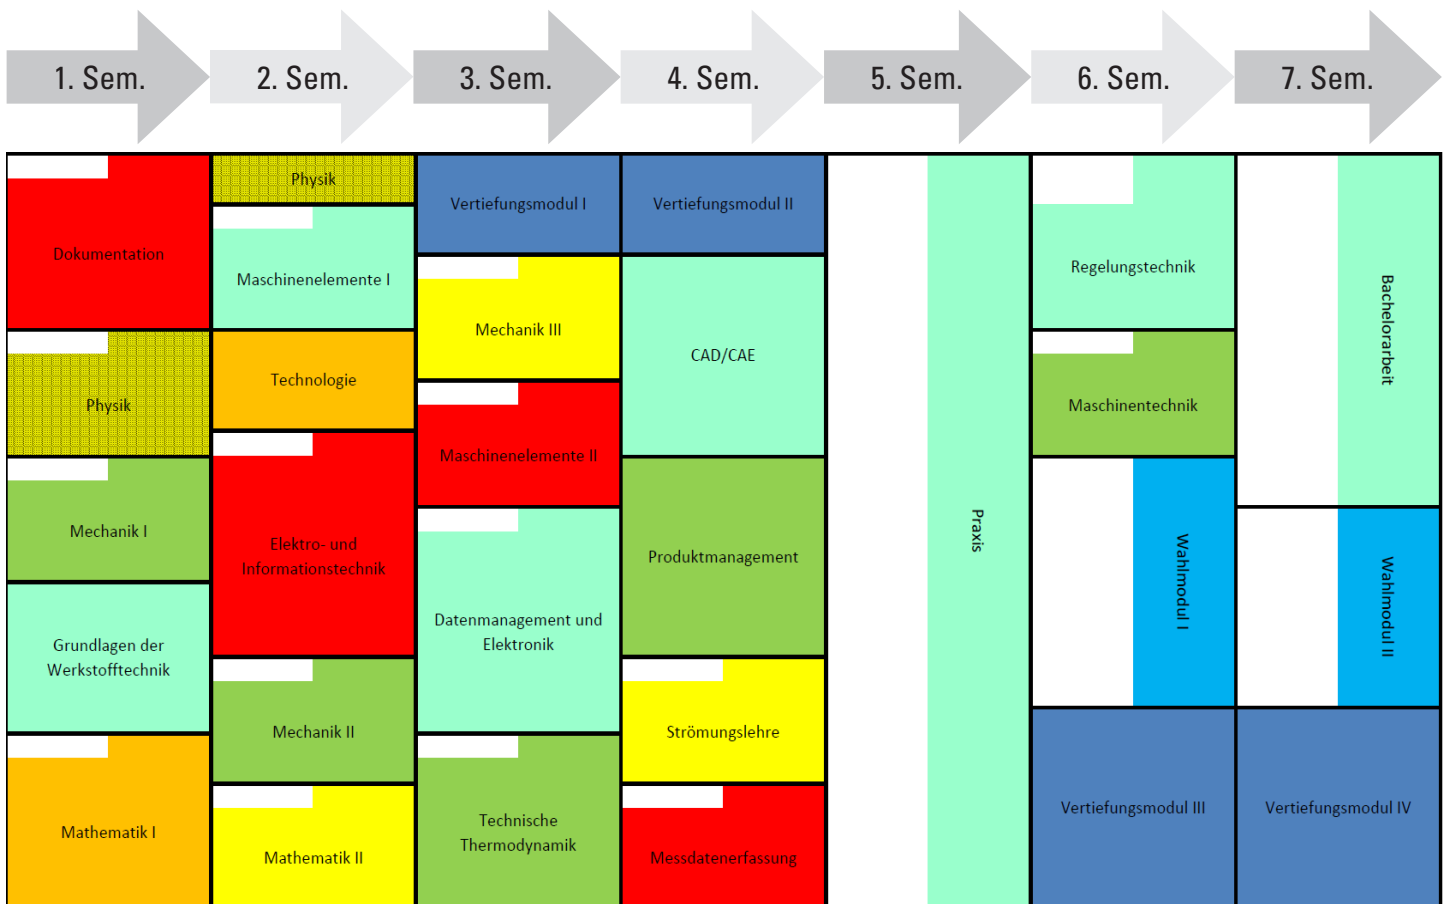 1. Sem.
2. Sem.
3. Sem.
4. Sem.
5. Sem.
6. Sem.
7. Sem.
Dokumentation
Physik
Mechanik I
Grundlagen der
Werkstofftechnik
Mathematik I
Physik
Maschinenelemente I
Technologie
Elektro- und
Informationstechnik
Mechanik II
Mathematik II
Vertiefungsmodul I
Mechanik III
Maschinenelemente II
Datenmanagement und
Elektronik
Technische
Thermodynamik
Vertiefungsmodul II
CAD/CAE
Produktmanagement
Strömungslehre
Messdatenerfassung
Praxis
Regelungstechnik
Maschinentechnik
Wahlmodul I
Vertiefungsmodul III
Bachelorarbeit
Wahlmodul II
Vertiefungsmodul IV